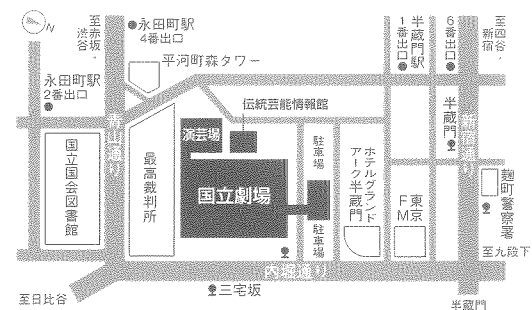 N
至赤坂・
渋谷
永田町駅
4番出口
平河町森タワー
半蔵門駅
1番出口
6番出口
至四谷・
新宿
永田町駅
2番出口
青山通り
伝統芸能情報館
演芸場
国立劇場
駐車場
駐車場
ホテルグランド
アーク半蔵門
半蔵門
新宿通り
麹町警察署
国立国会図書館
最高裁判所
東京
FM
至九段下
内堀通り
至日比谷
三宅坂
半蔵門